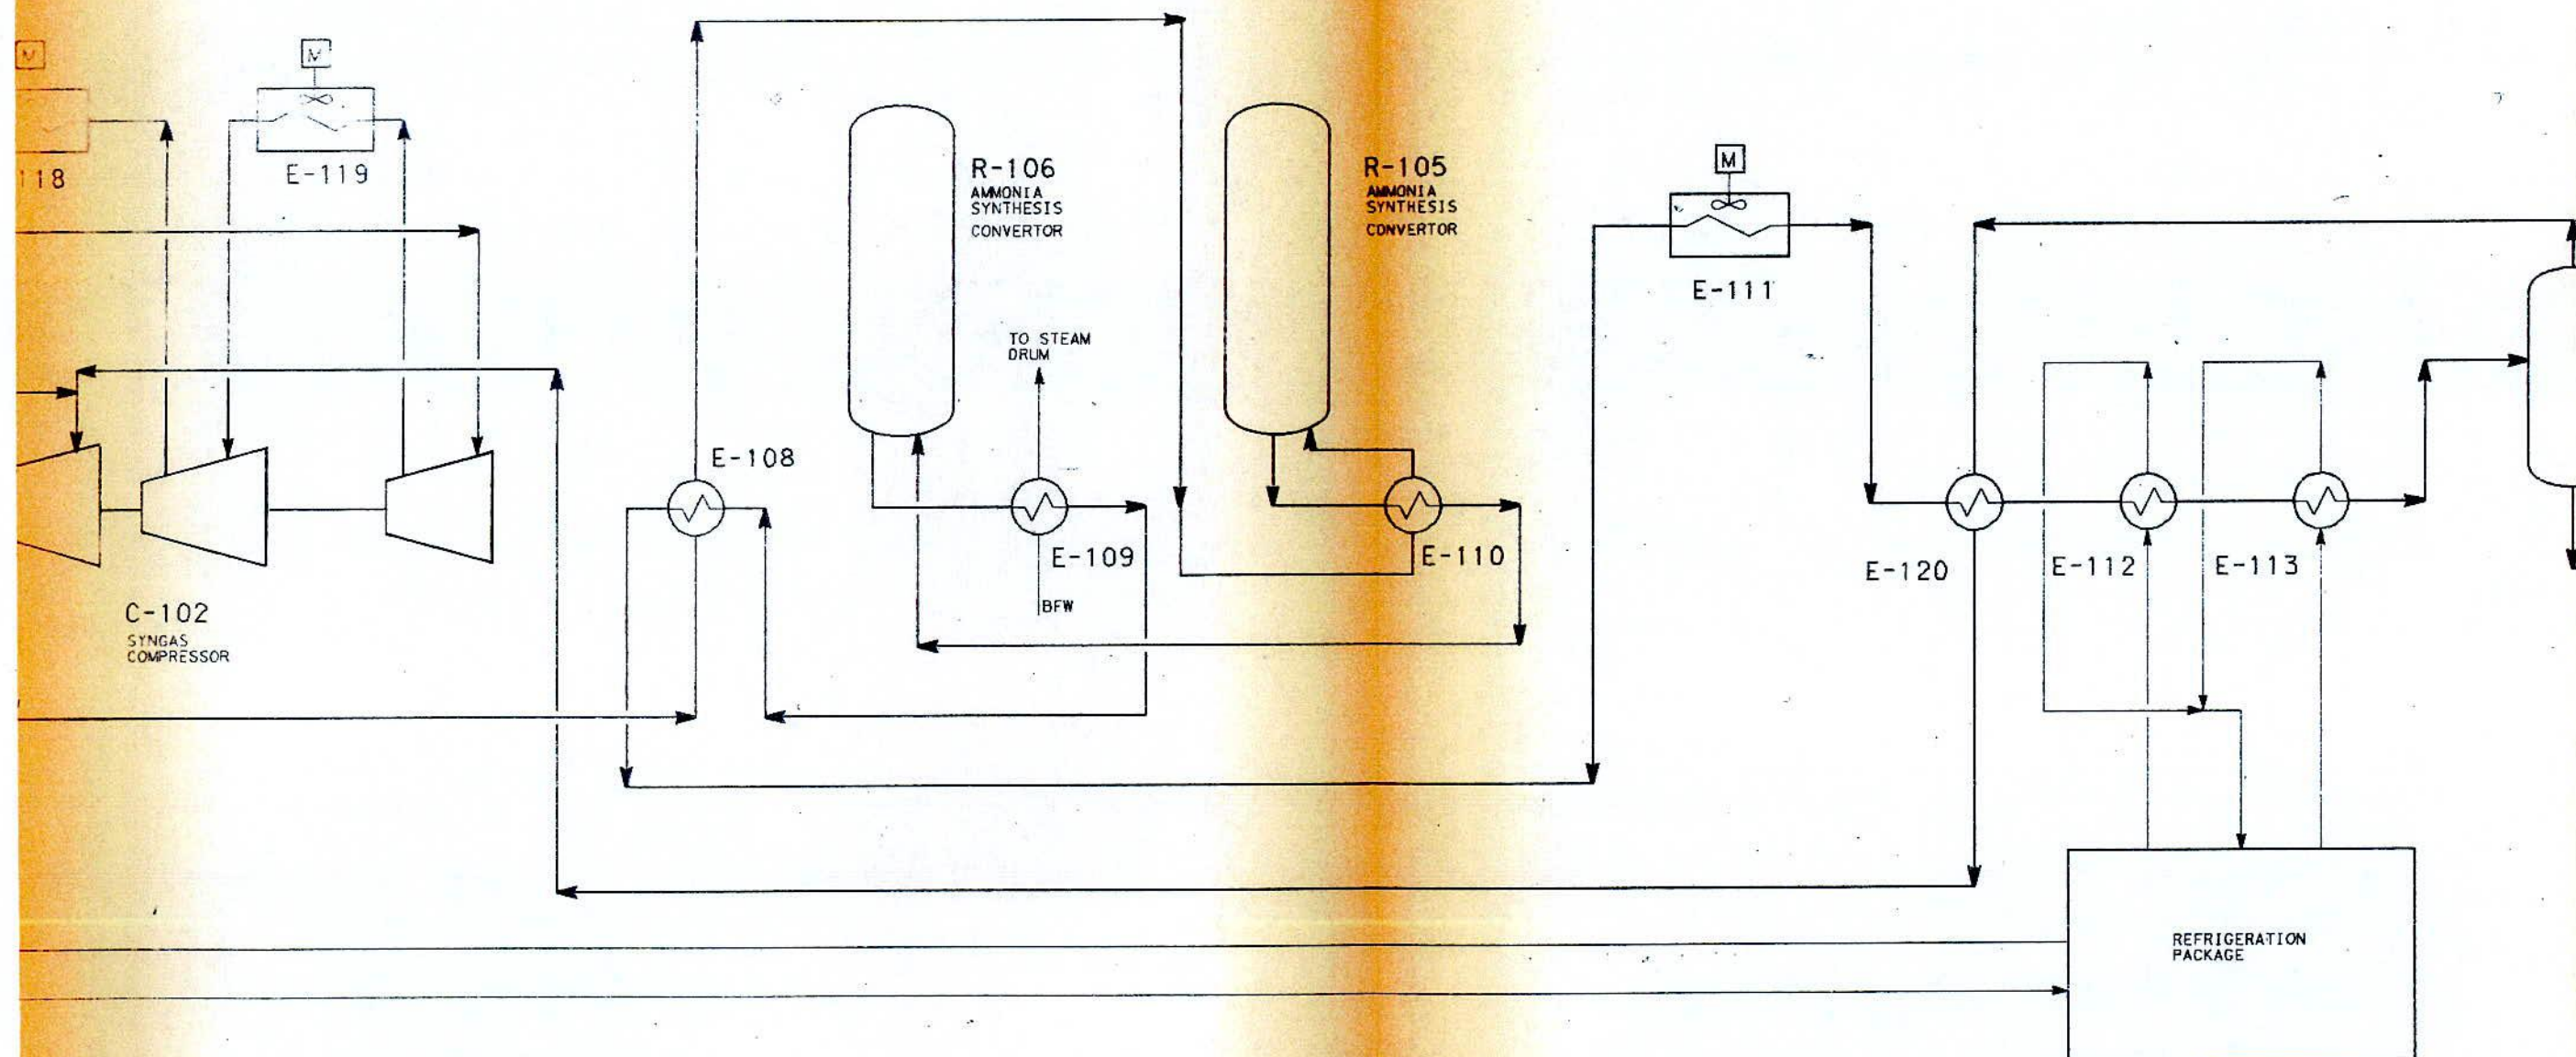 M
M
118
E-119
R-106
AMMONIA
SYNTHESIS
CONVERTOR
R-105
AMMONIA
SYNTHESIS
CONVERTOR
M
E-111
TO STEAM
DRUM
E-108
E-109
BFW
E-110
E-120
E-112
E-113
C-102
SYNGAS
COMPRESSOR
REFRIGERATION
PACKAGE